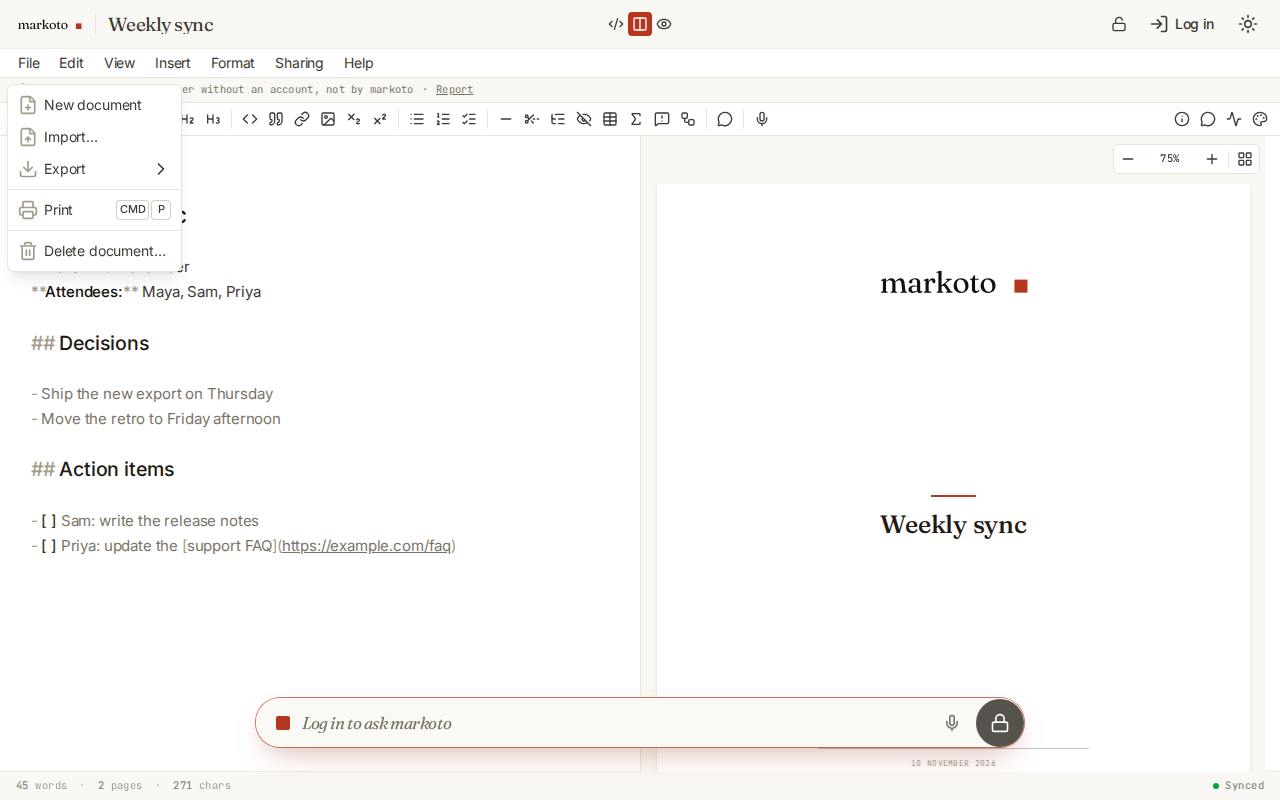 markoto
Weekly sync
Log in
File Edit View Insert Format Sharing Help
without an account, not by markoto · Report
New document
Import...
Export
Print CMD P
Delete document...
H2 H3
75%
**Attendees:** Maya, Sam, Priya
## Decisions
- Ship the new export on Thursday
- Move the retro to Friday afternoon
## Action items
- [ ] Sam: write the release notes
- [ ] Priya: update the [support FAQ](https://example.com/faq)
markoto
Weekly sync
10 NOVEMBER 2026
Log in to ask markoto
45 words · 2 pages · 271 chars
Synced